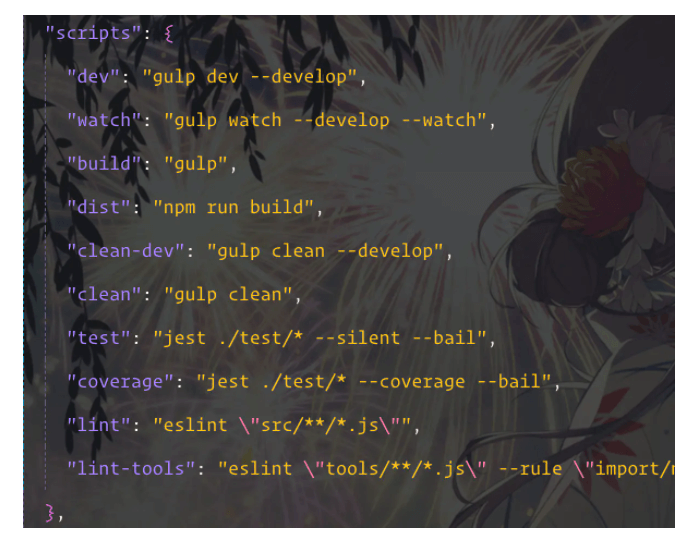 "scripts": {
"dev": "gulp dev --develop",
"watch": "gulp watch --develop --watch",
"build": "gulp",
"dist": "npm run build",
"clean-dev": "gulp clean --develop",
"clean": "gulp clean",
"test": "jest ./test/* --silent --bail",
"coverage": "jest ./test/* --coverage --bail",
"lint": "eslint \"src/**/*.js\"",
"lint-tools": "eslint \"tools/**/*.js\" --rule \"import/
},